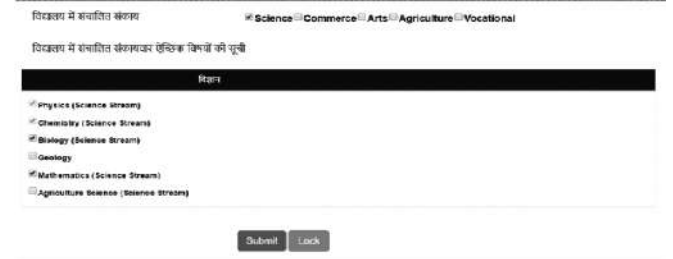 विद्यालय में संचालित संकाय Science Commerce Arts Agriculture Vocational
विद्यालय में संचालित संकायवार ऐच्छिक विषयों की सूची
विज्ञान
Physics (Science Stream)
Chemistry (Science Stream)
Biology (Science Stream)
Geology
Mathematics (Science Stream)
Agriculture Science (Science Stream)
Submit Lock